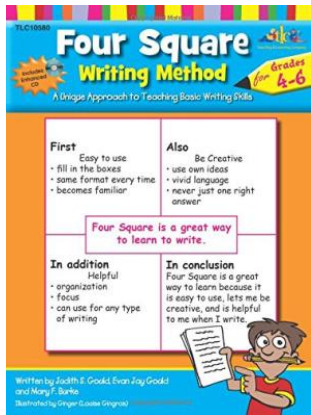 TLC10580
Four Square
Writing Method
Includes
Enhanced
CD
A Unique Approach to Teaching Basic Writing Skills
for Grades
4-6
First
Easy to use
• fill in the boxes
• same format every time
• becomes familiar
Also
Be Creative
• use own ideas
• vivid language
• never just one right
answer
Four Square is a great way
to learn to write.
In addition
Helpful
• organization
• focus
• can use for any type
of writing
In conclusion
Four Square is a great
way to learn because it
is easy to use, lets me be
creative, and is helpful
to me when I write.
Written by Judith S. Gould, Evan Jay Gould
and Mary F. Burke
Illustrated by Ginger (Louise Gingras)